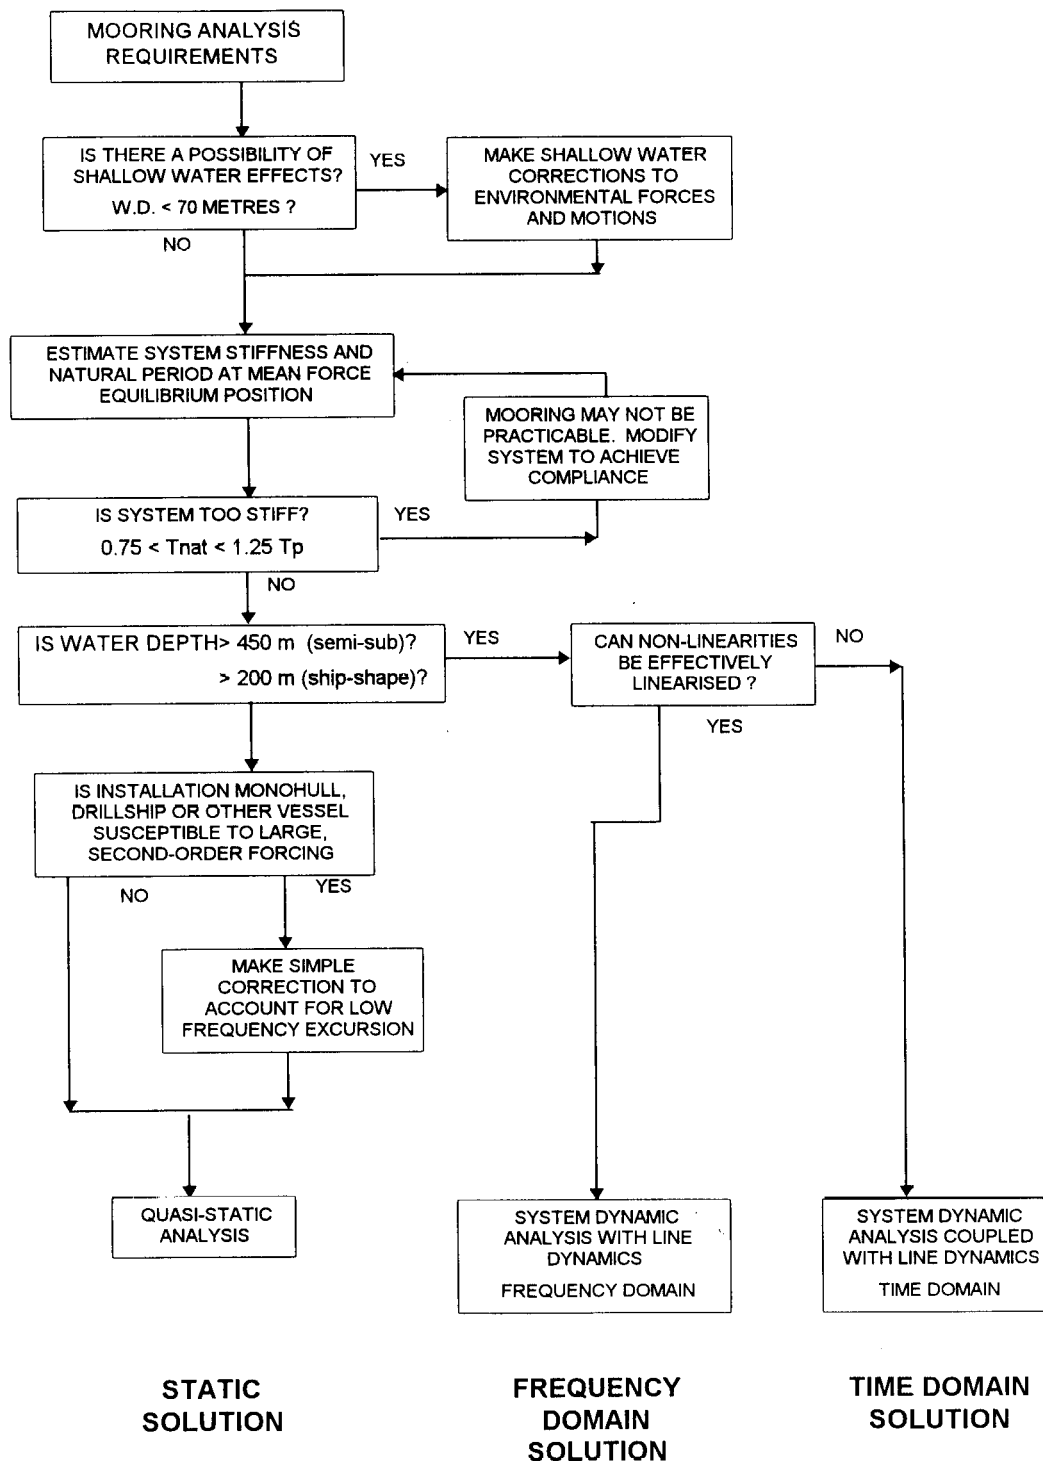 MOORING ANALYSIS
REQUIREMENTS
IS THERE A POSSIBILITY OF
SHALLOW WATER EFFECTS?
W.D. < 70 METRES ?
YES
MAKE SHALLOW WATER
CORRECTIONS TO
ENVIRONMENTAL FORCES
AND MOTIONS
NO
ESTIMATE SYSTEM STIFFNESS AND
NATURAL PERIOD AT MEAN FORCE
EQUILIBRIUM POSITION
MOORING MAY NOT BE
PRACTICABLE. MODIFY
SYSTEM TO ACHIEVE
COMPLIANCE
IS SYSTEM TOO STIFF?
0.75 < Tnat < 1.25 Tp
YES
NO
IS WATER DEPTH> 450 m (semi-sub)?
> 200 m (ship-shape)?
YES
CAN NON-LINEARITIES
BE EFFECTIVELY
LINEARISED ?
NO
YES
IS INSTALLATION MONOHULL,
DRILLSHIP OR OTHER VESSEL
SUSCEPTIBLE TO LARGE,
SECOND-ORDER FORCING
NO
YES
MAKE SIMPLE
CORRECTION TO
ACCOUNT FOR LOW
FREQUENCY EXCURSION
QUASI-STATIC
ANALYSIS
SYSTEM DYNAMIC
ANALYSIS WITH LINE
DYNAMICS
FREQUENCY DOMAIN
SYSTEM DYNAMIC
ANALYSIS COUPLED
WITH LINE DYNAMICS
TIME DOMAIN
STATIC
SOLUTION
FREQUENCY
DOMAIN
SOLUTION
TIME DOMAIN
SOLUTION